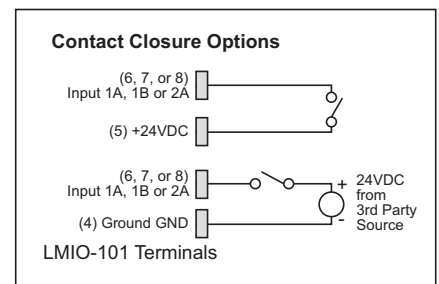 Contact Closure Options
(6, 7, or 8)
Input 1A, 1B or 2A
(5) +24VDC
(6, 7, or 8)
Input 1A, 1B or 2A
+ 24VDC
from
3rd Party
- Source
(4) Ground GND
LMIO-101 Terminals